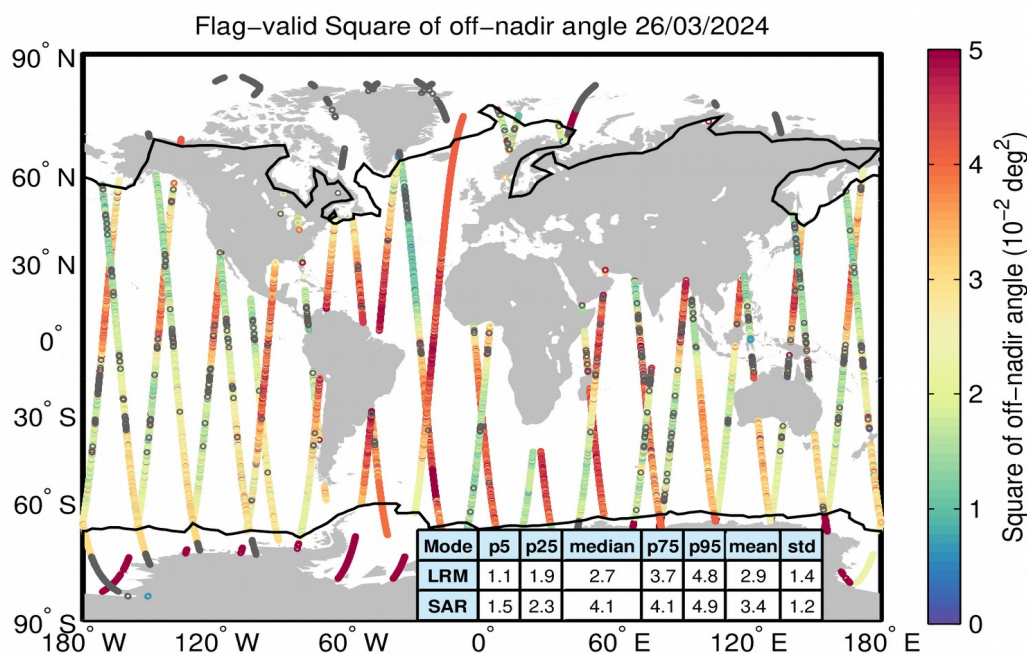 Flag−valid Square of off−nadir angle 26/03/2024
90° N
60° N
30° N
0°
30° S
60° S
90° S
180° W
120° W
60° W
0°
60° E
120° E
180° E
Mode p5 p25 median p75 p95 mean std
LRM 1.1 1.9 2.7 3.7 4.8 2.9 1.4
SAR 1.5 2.3 4.1 4.1 4.9 3.4 1.2
5
4
3
2
1
0
Square of off−nadir angle (10⁻² deg²)